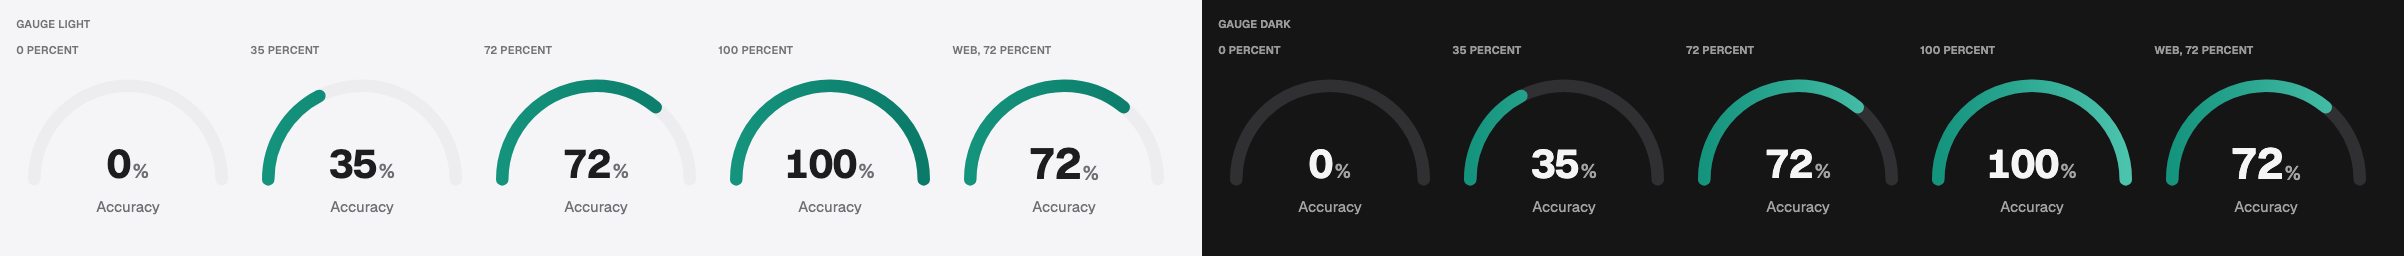 GAUGE LIGHT
0 PERCENT
35 PERCENT
72 PERCENT
100 PERCENT
WEB, 72 PERCENT
0%
35%
72%
100%
72%
Accuracy
Accuracy
Accuracy
Accuracy
Accuracy
GAUGE DARK
0 PERCENT
35 PERCENT
72 PERCENT
100 PERCENT
WEB, 72 PERCENT
0%
35%
72%
100%
72%
Accuracy
Accuracy
Accuracy
Accuracy
Accuracy